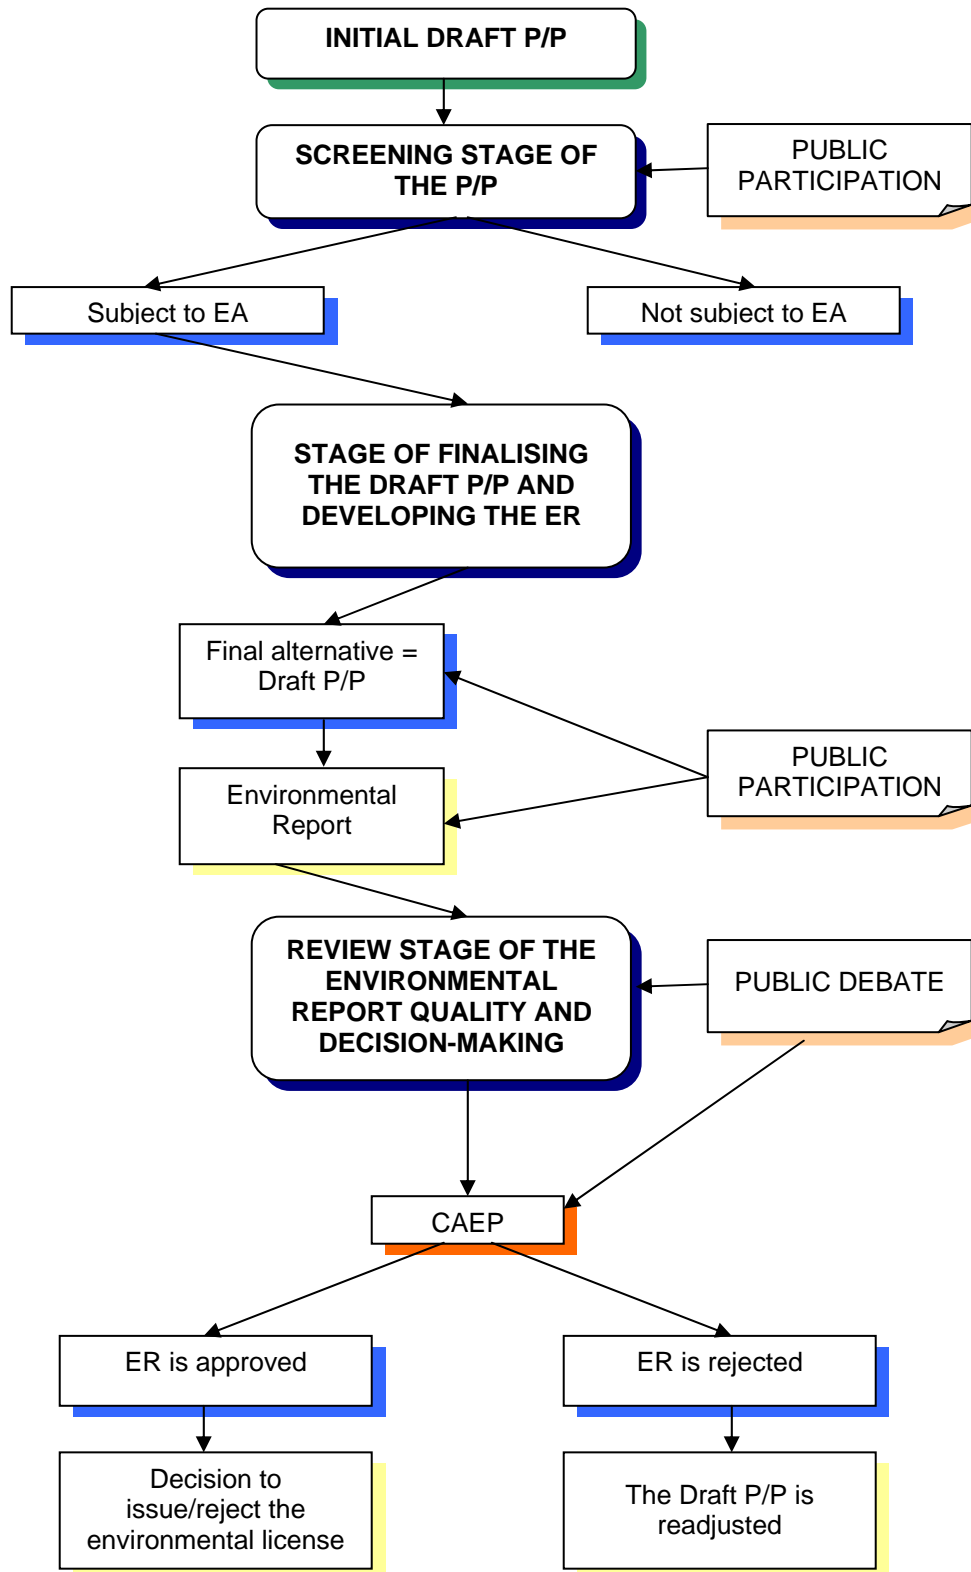 INITIAL DRAFT P/P
SCREENING STAGE OF
THE P/P
PUBLIC
PARTICIPATION
Subject to EA
Not subject to EA
STAGE OF FINALISING
THE DRAFT P/P AND
DEVELOPING THE ER
Final alternative =
Draft P/P
PUBLIC
PARTICIPATION
Environmental
Report
REVIEW STAGE OF THE
ENVIRONMENTAL
REPORT QUALITY AND
DECISION-MAKING
PUBLIC DEBATE
CAEP
ER is approved
ER is rejected
Decision to
issue/reject the
environmental license
The Draft P/P is
readjusted